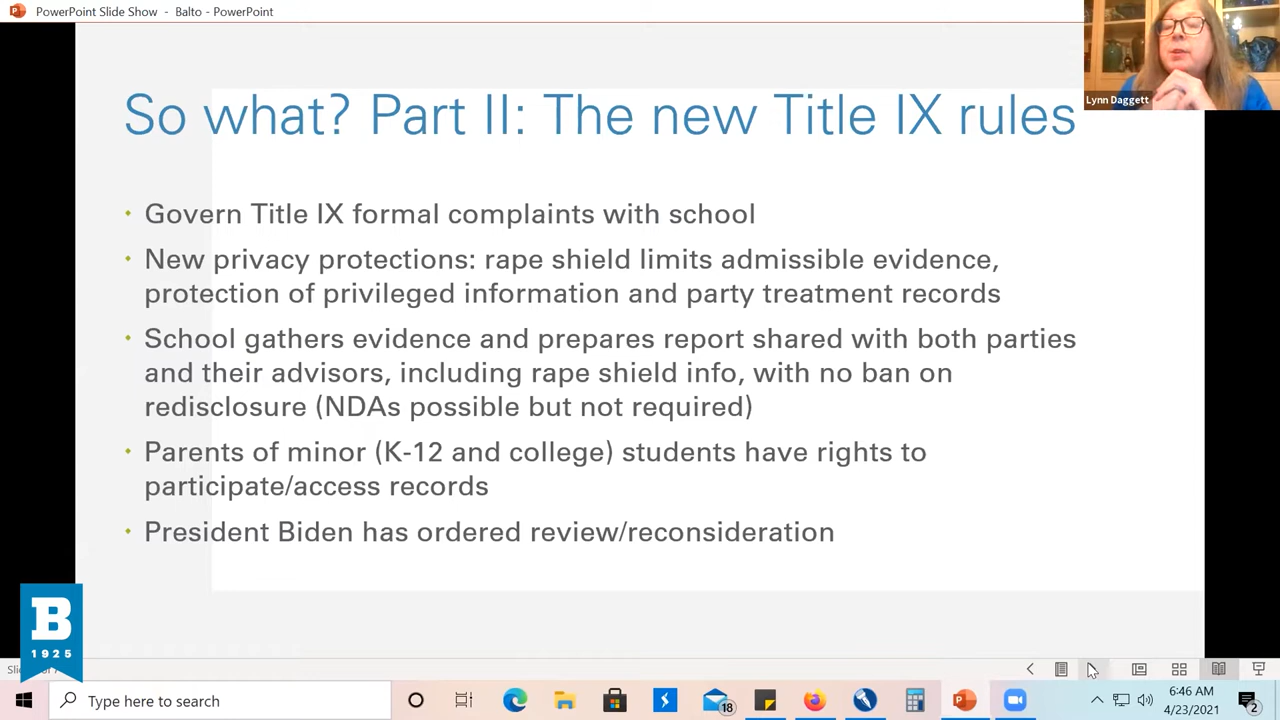 PowerPoint Slide Show - Balto - PowerPoint
Lynn Daggett
So what? Part II: The new Title IX rules
Govern Title IX formal complaints with school
New privacy protections: rape shield limits admissible evidence,
protection of privileged information and party treatment records
School gathers evidence and prepares report shared with both parties
and their advisors, including rape shield info, with no ban on
redisclosure (NDAs possible but not required)
Parents of minor (K-12 and college) students have rights to
participate/access records
President Biden has ordered review/reconsideration
B
1925
Type here to search
18
6:46 AM
4/23/2021
2